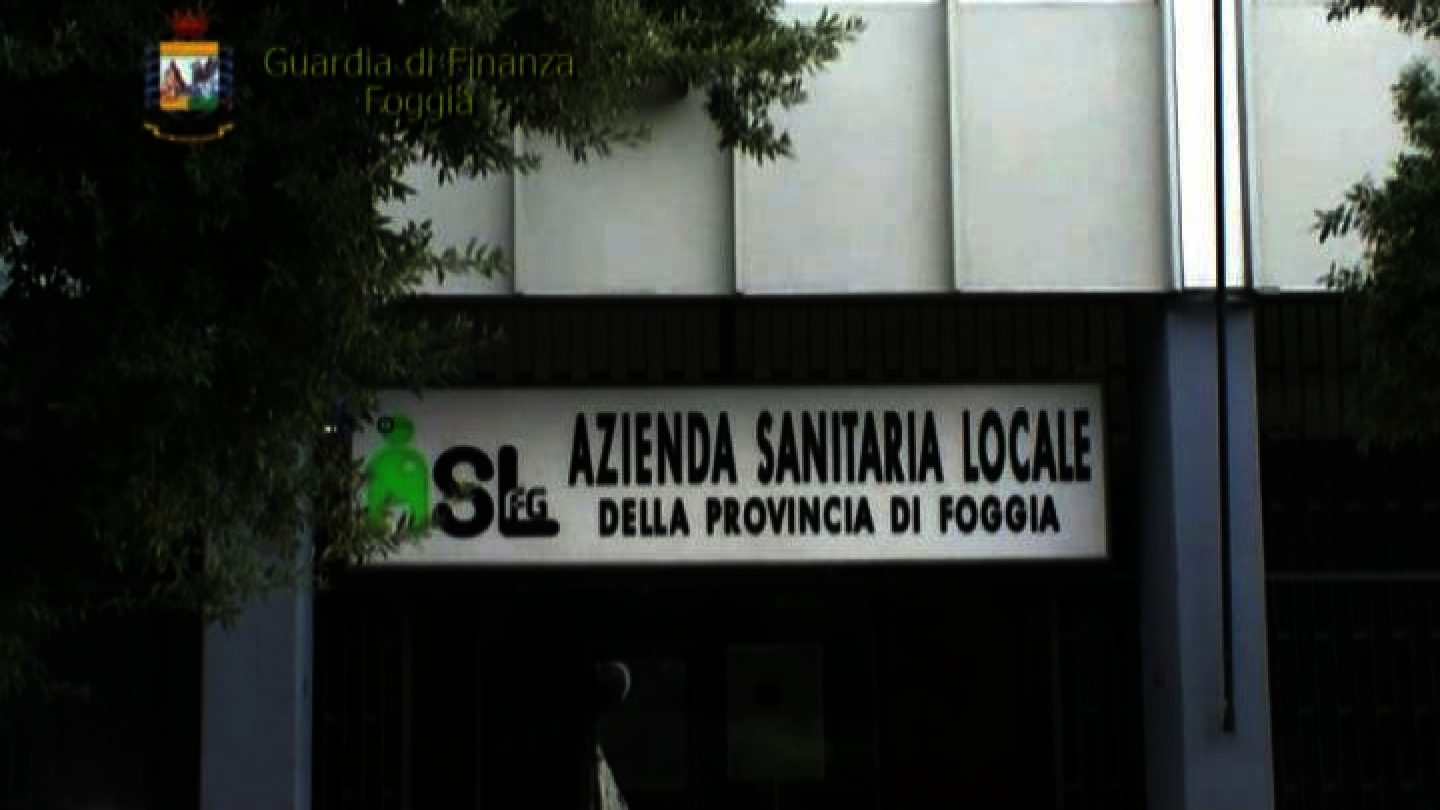 Guardia di Finanza
Foggia
ASL FG
AZIENDA SANITARIA LOCALE
DELLA PROVINCIA DI FOGGIA